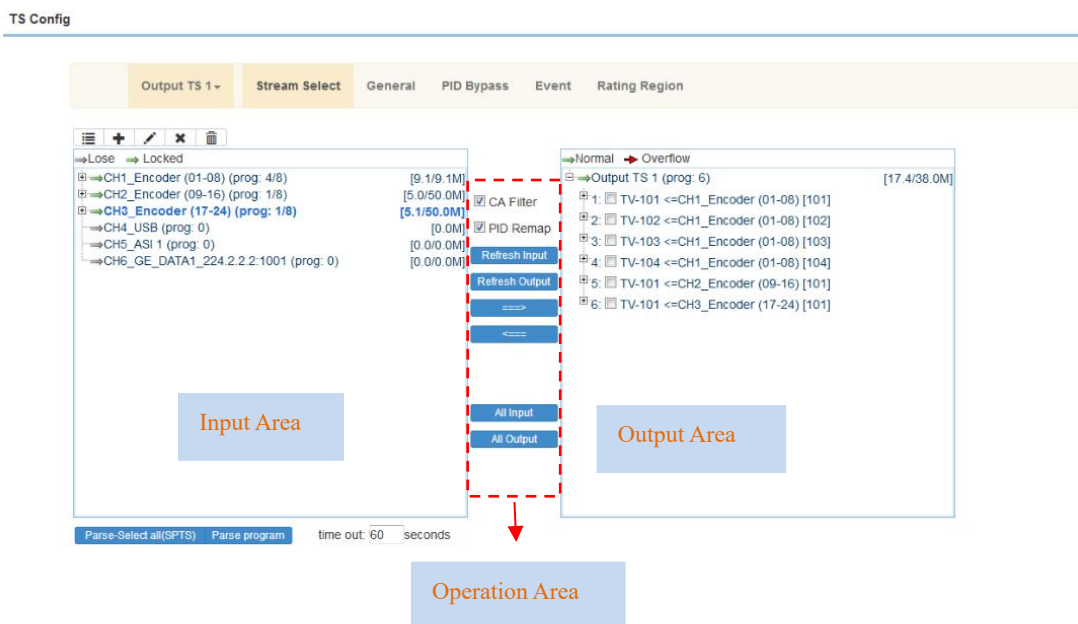 TS Config
Output TS 1
Stream Select
General
PID Bypass
Event
Rating Region
Lose
Locked
CH1_Encoder (01-08) (prog: 4/8) [9.1/9.1M]
CH2_Encoder (09-16) (prog: 1/8) [5.0/50.0M]
CH3_Encoder (17-24) (prog: 1/8) [5.1/50.0M]
CH4_USB (prog: 0) [0.0M]
CH5_ASI 1 (prog: 0) [0.0/0.0M]
CH6_GE_DATA1_224.2.2.2:1001 (prog: 0) [0.0/0.0M]
Input Area
CA Filter
PID Remap
Refresh Input
Refresh Output
===>
<===
All Input
All Output
Normal
Overflow
Output TS 1 (prog: 6) [17.4/38.0M]
1: TV-101 <=CH1_Encoder (01-08) [101]
2: TV-102 <=CH1_Encoder (01-08) [102]
3: TV-103 <=CH1_Encoder (01-08) [103]
4: TV-104 <=CH1_Encoder (01-08) [104]
5: TV-101 <=CH2_Encoder (09-16) [101]
6: TV-101 <=CH3_Encoder (17-24) [101]
Output Area
Parse-Select all(SPTS)
Parse program
time out: 60 seconds
Operation Area